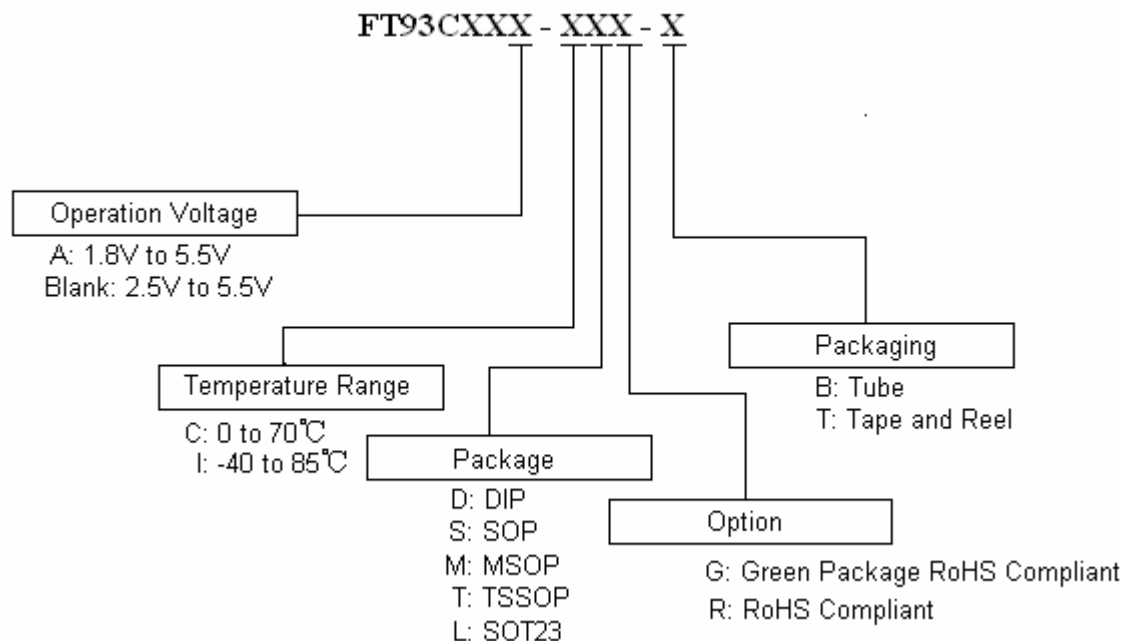 FT93CXXX - XXX - X
Operation Voltage
A: 1.8V to 5.5V
Blank: 2.5V to 5.5V
Temperature Range
C: 0 to 70℃
I: -40 to 85℃
Package
D: DIP
S: SOP
M: MSOP
T: TSSOP
L: SOT23
Option
G: Green Package RoHS Compliant
R: RoHS Compliant
Packaging
B: Tube
T: Tape and Reel